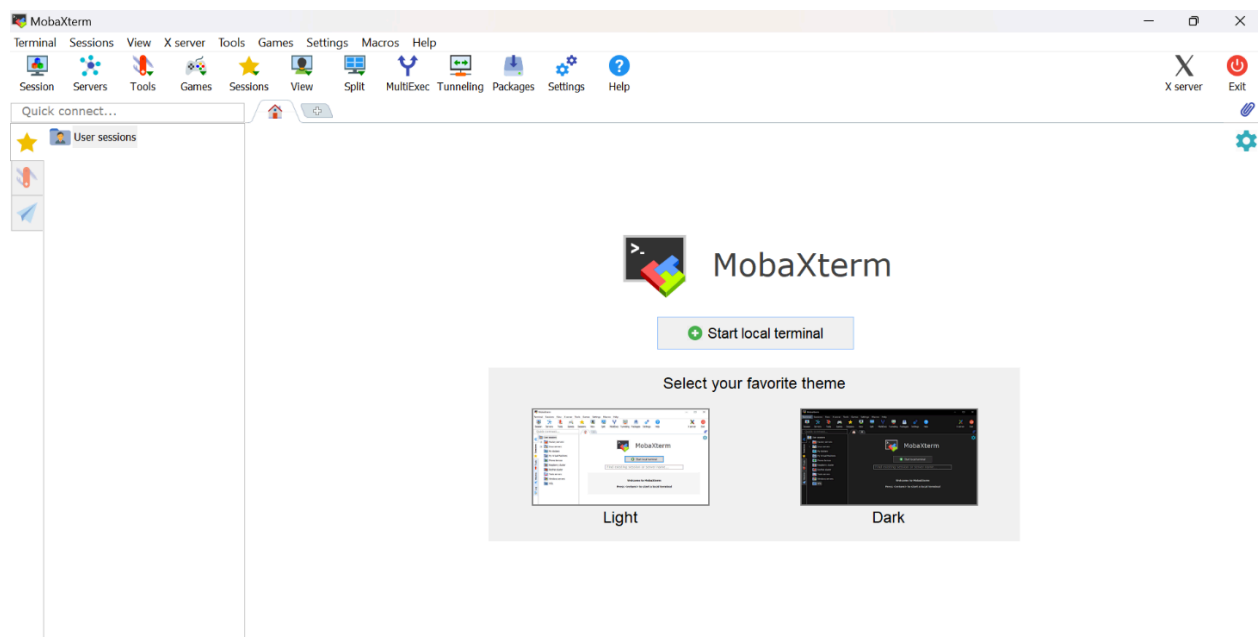 MobaXterm
Terminal Sessions View X server Tools Games Settings Macros Help
Session Servers Tools Games Sessions View Split MultiExec Tunneling Packages Settings Help X server Exit
Quick connect...
User sessions
>_
MobaXterm
Start local terminal
Select your favorite theme
MobaXterm
MobaXterm
Light Dark